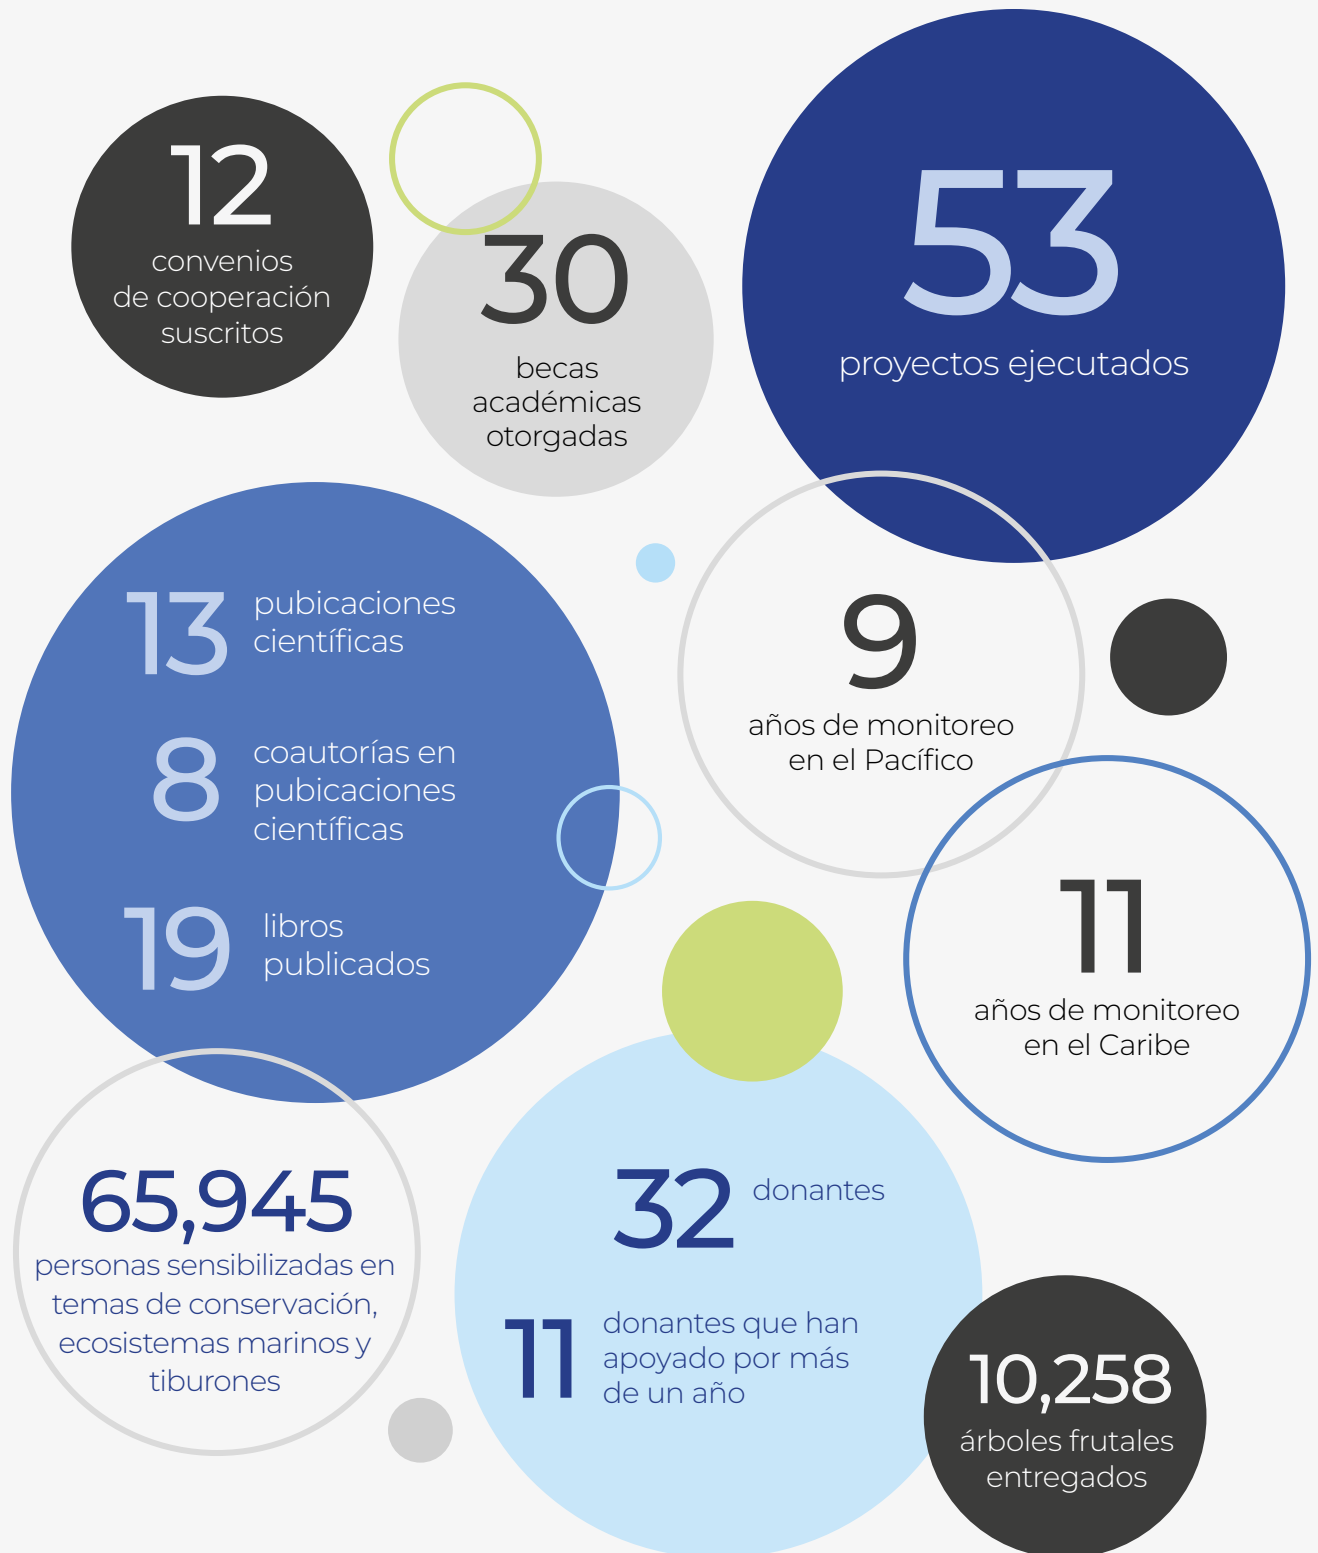 12
convenios
de cooperación
suscritos
30
becas
académicas
otorgadas
53
proyectos ejecutados
13
pubicaciones
científicas
8
coautorías en
pubicaciones
científicas
19
libros
publicados
9
años de monitoreo
en el Pacífico
11
años de monitoreo
en el Caribe
65,945
personas sensibilizadas en
temas de conservación,
ecosistemas marinos y
tiburones
32
donantes
11
donantes que han
apoyado por más
de un año
10,258
árboles frutales
entregados